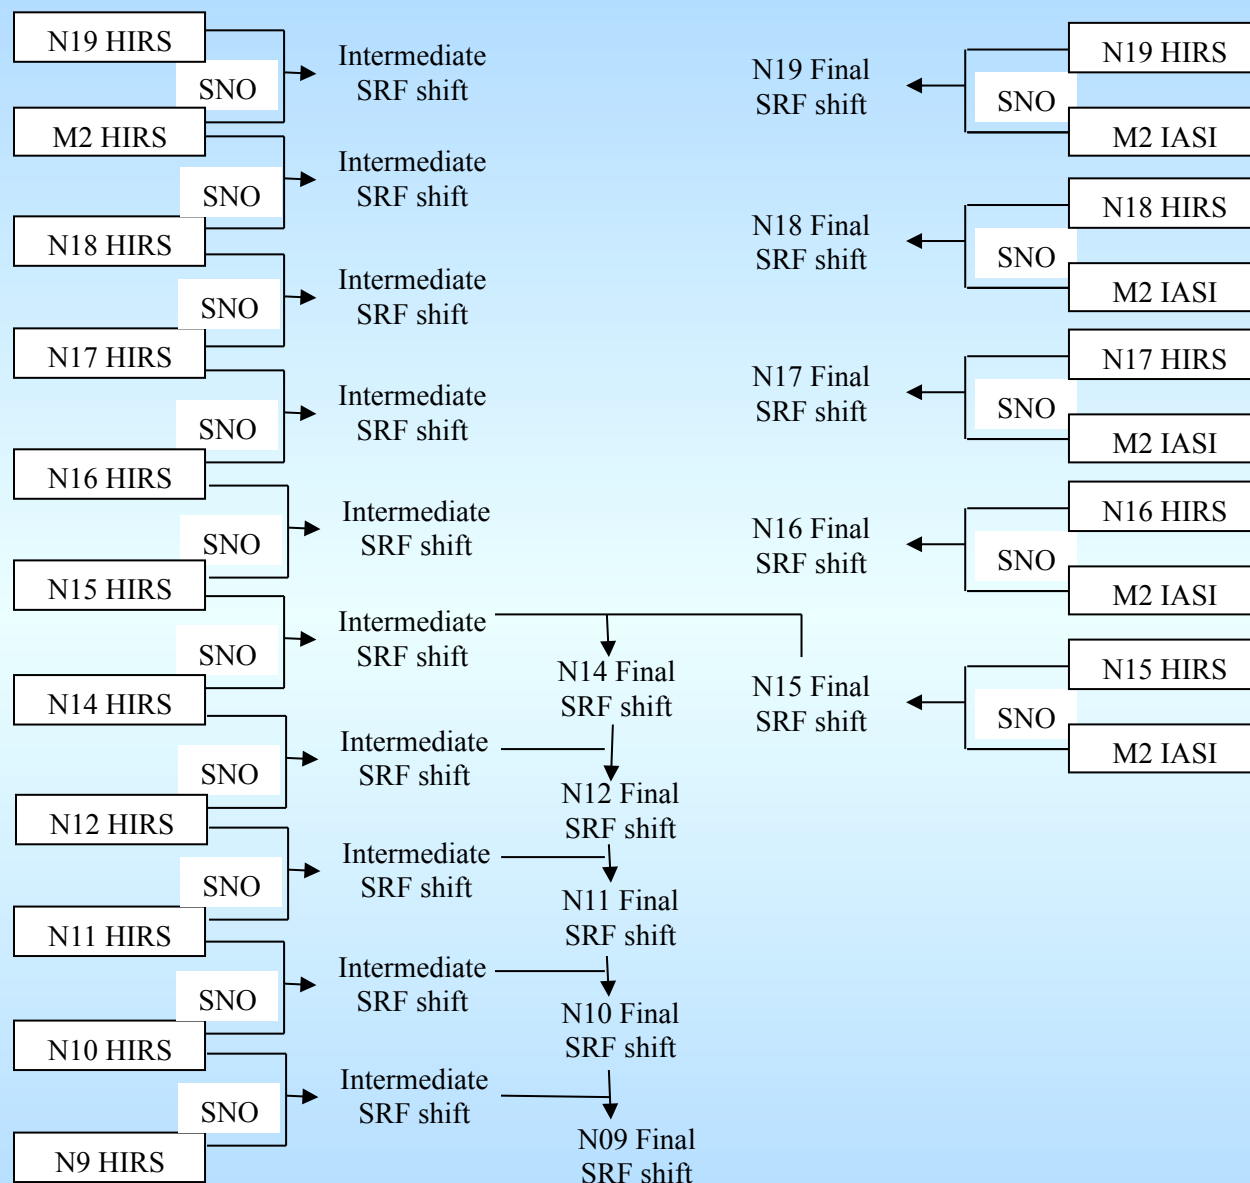 N19 HIRS
SNO
M2 HIRS
Intermediate
SRF shift
SNO
N18 HIRS
Intermediate
SRF shift
SNO
N17 HIRS
Intermediate
SRF shift
SNO
N16 HIRS
Intermediate
SRF shift
SNO
N15 HIRS
Intermediate
SRF shift
SNO
N14 HIRS
Intermediate
SRF shift
SNO
N12 HIRS
Intermediate
SRF shift
SNO
N11 HIRS
Intermediate
SRF shift
SNO
N10 HIRS
Intermediate
SRF shift
SNO
N9 HIRS
Intermediate
SRF shift
N14 Final
SRF shift
N12 Final
SRF shift
N11 Final
SRF shift
N10 Final
SRF shift
N09 Final
SRF shift
N19 Final
SRF shift
N19 HIRS
SNO
M2 IASI
N18 Final
SRF shift
N18 HIRS
SNO
M2 IASI
N17 Final
SRF shift
N17 HIRS
SNO
M2 IASI
N16 Final
SRF shift
N16 HIRS
SNO
M2 IASI
N15 Final
SRF shift
N15 HIRS
SNO
M2 IASI